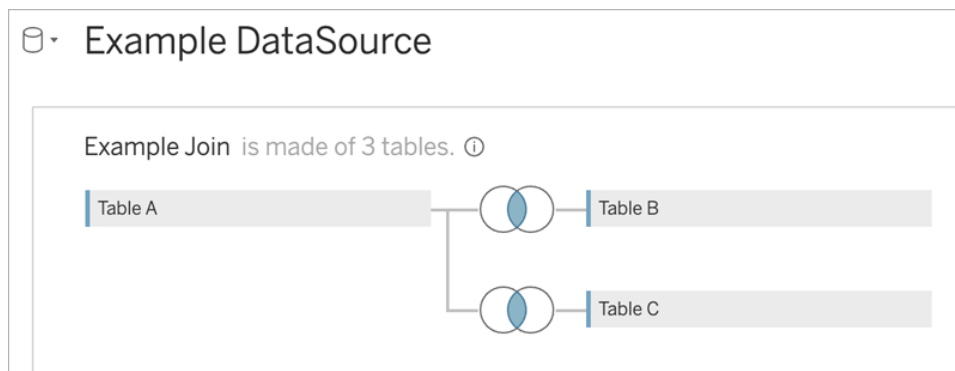 Example DataSource
Example Join is made of 3 tables.
Table A
Table B
Table C